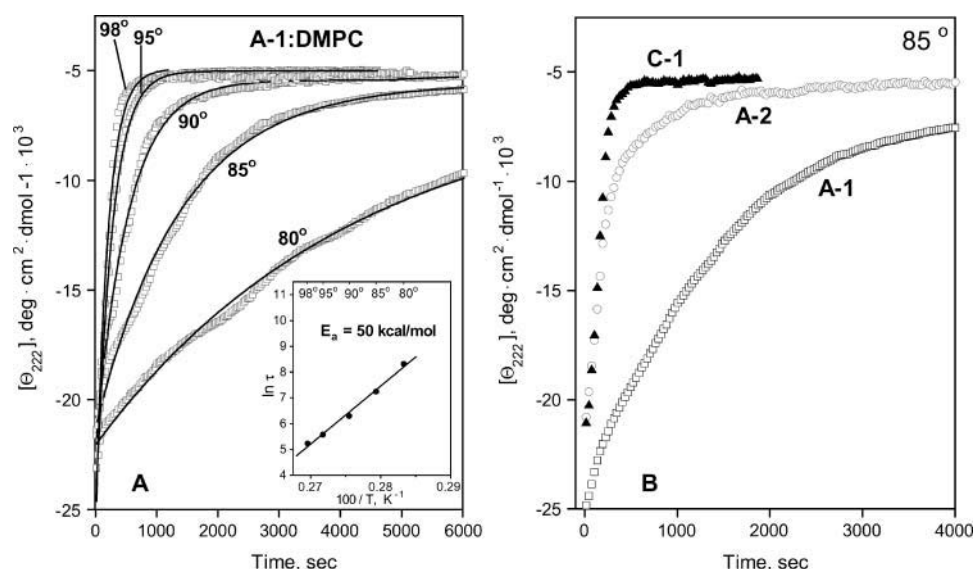 98° 95° A-1:DMPC
90°
85°
80°
98° 95° 90° 85° 80°
E_a = 50 kcal/mol
ln τ
11
10
9
8
7
6
5
4
0.27 0.28 0.29
100/T, K⁻¹
[Θ₂₂₂], deg · cm² · dmol -1 · 10³
-5
-10
-15
-20
-25
A
0 1000 2000 3000 4000 5000 6000
Time, sec
85 °
C-1
A-2
A-1
[Θ₂₂₂], deg · cm² · dmol⁻¹ · 10³
-5
-10
-15
-20
-25
B
0 1000 2000 3000 4000
Time, sec